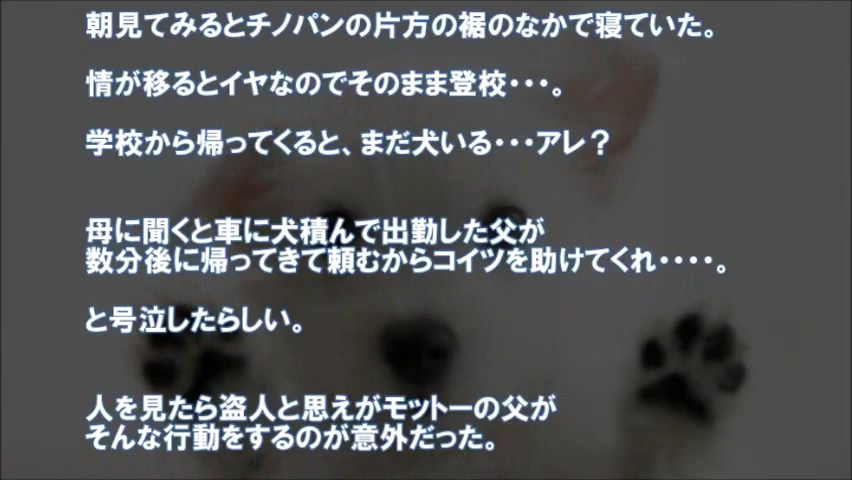 朝見てみるとチノパンの片方の裾のなかで寝ていた。
情が移るとイヤなのでそのまま登校･･･。
学校から帰ってくると、まだ犬いる･･･アレ？
母に聞くと車に犬積んで出勤した父が
数分後に帰ってきて頼むからコイツを助けてくれ････。
と号泣したらしい。
人を見たら盗人と思えがモットーの父が
そんな行動をするのが意外だった。